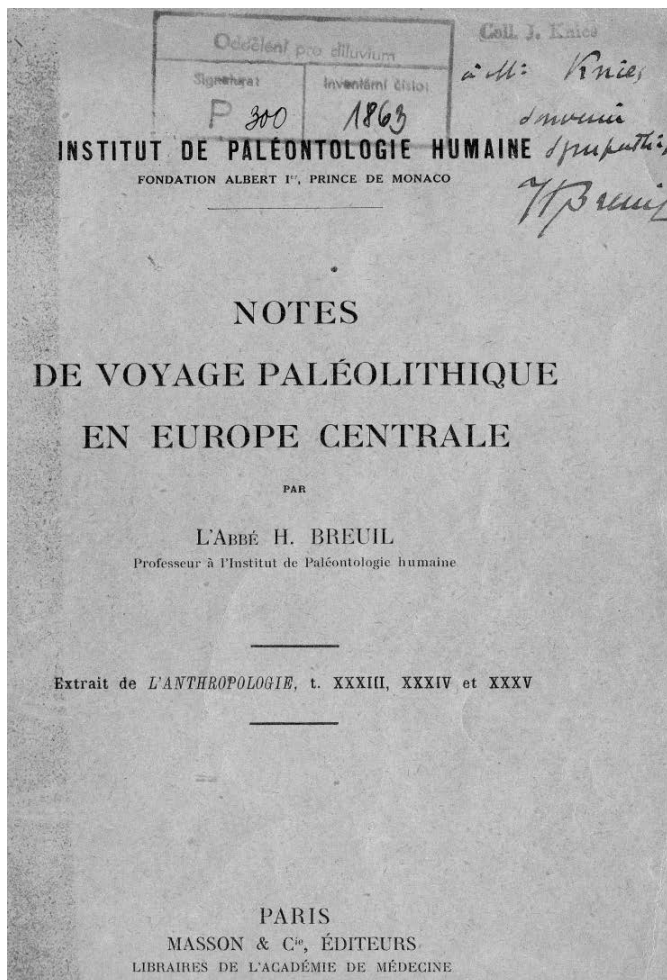 Oddělení pro diluvium
Signatura:
Inventární číslo:
P 300
1863
Coll. J. Knies
à Mr Knies
souvenir
sympathique
HBreuil
INSTITUT DE PALÉONTOLOGIE HUMAINE
FONDATION ALBERT Ier, PRINCE DE MONACO
NOTES
DE VOYAGE PALÉOLITHIQUE
EN EUROPE CENTRALE
PAR
L'ABBÉ H. BREUIL
Professeur à l'Institut de Paléontologie humaine
Extrait de L'ANTHROPOLOGIE, t. XXXIII, XXXIV et XXXV
PARIS
MASSON & Cie, ÉDITEURS
LIBRAIRES DE L'ACADÉMIE DE MÉDECINE